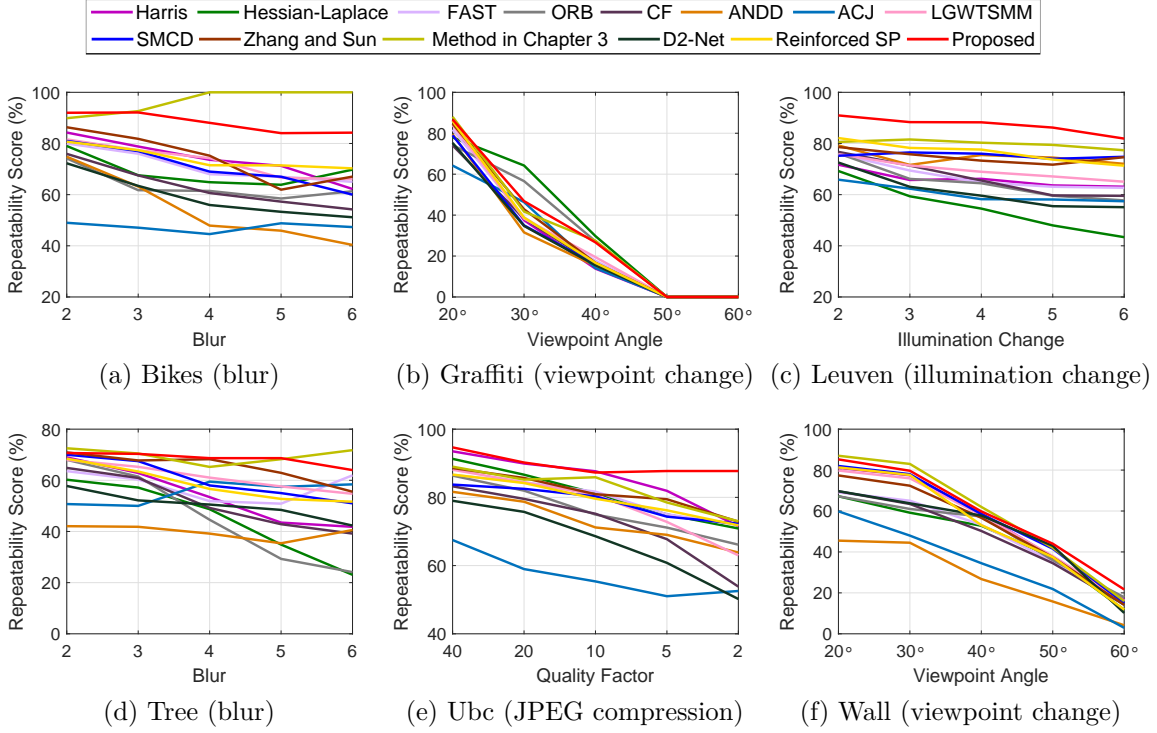 Harris Hessian-Laplace FAST ORB CF ANDD ACJ LGWTSMM
SMCD Zhang and Sun Method in Chapter 3 D2-Net Reinforced SP Proposed
Repeatability Score (%)
100
80
60
40
20
2 3 4 5 6
Blur
(a) Bikes (blur)
Repeatability Score (%)
100
80
60
40
20
0
20° 30° 40° 50° 60°
Viewpoint Angle
(b) Graffiti (viewpoint change)
Repeatability Score (%)
100
80
60
40
20
2 3 4 5 6
Illumination Change
(c) Leuven (illumination change)
Repeatability Score (%)
80
60
40
20
0
2 3 4 5 6
Blur
(d) Tree (blur)
Repeatability Score (%)
100
80
60
40
40 20 10 5 2
Quality Factor
(e) Ubc (JPEG compression)
Repeatability Score (%)
100
80
60
40
20
0
20° 30° 40° 50° 60°
Viewpoint Angle
(f) Wall (viewpoint change)